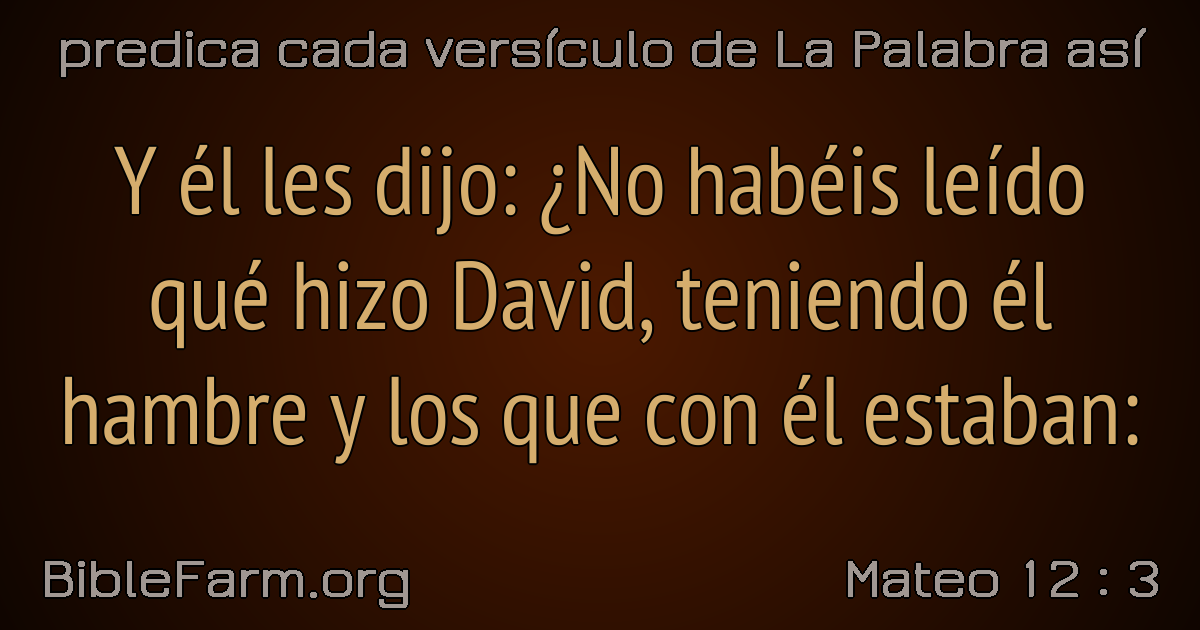 predica cada versículo de La Palabra así
Y él les dijo: ¿No habéis leído
qué hizo David, teniendo él
hambre y los que con él estaban:
BibleFarm.org
Mateo 12 : 3